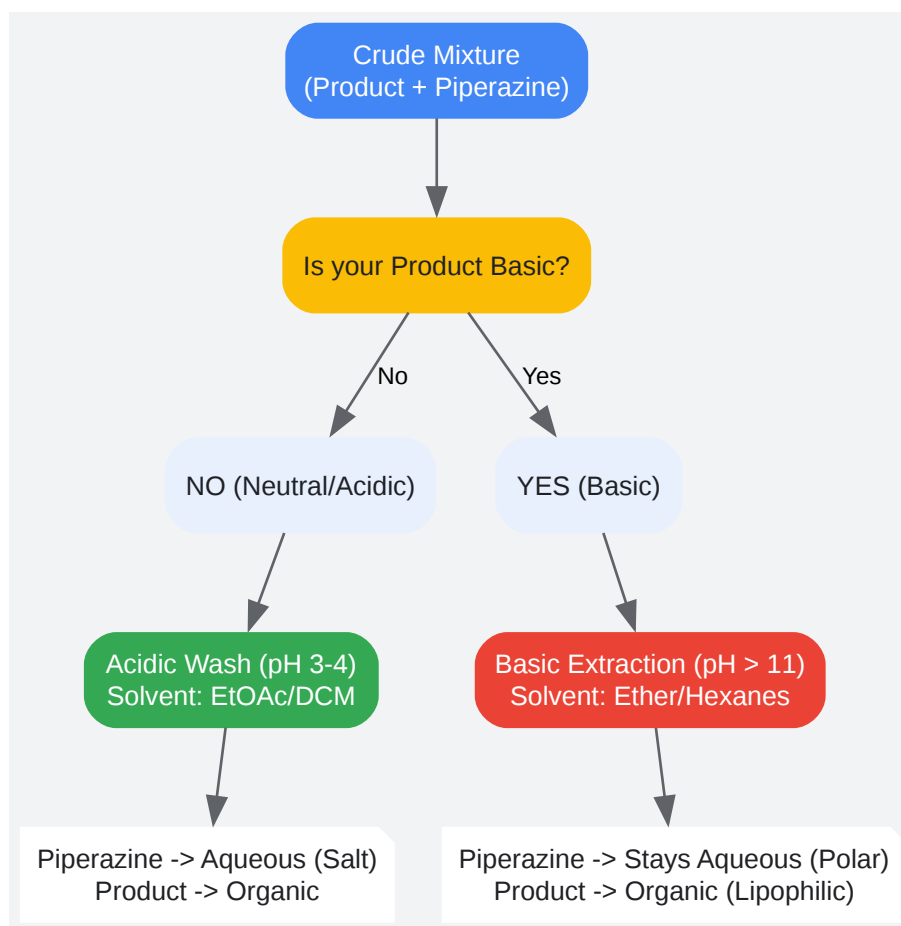 Crude Mixture
(Product + Piperazine)
Is your Product Basic?
No
Yes
NO (Neutral/Acidic)
YES (Basic)
Acidic Wash (pH 3-4)
Solvent: EtOAc/DCM
Basic Extraction (pH > 11)
Solvent: Ether/Hexanes
Piperazine -> Aqueous (Salt)
Product -> Organic
Piperazine -> Stays Aqueous (Polar)
Product -> Organic (Lipophilic)